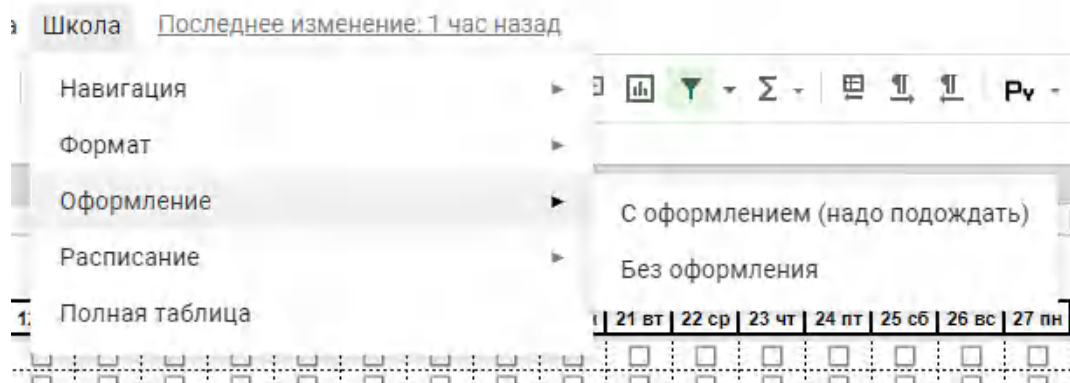 Школа Последнее изменение: 1 час назад
Навигация
Формат
Оформление
С оформлением (надо подождать)
Расписание
Без оформления
Полная таблица
21 вт 22 ср 23 чт 24 пт 25 сб 26 вс 27 пн